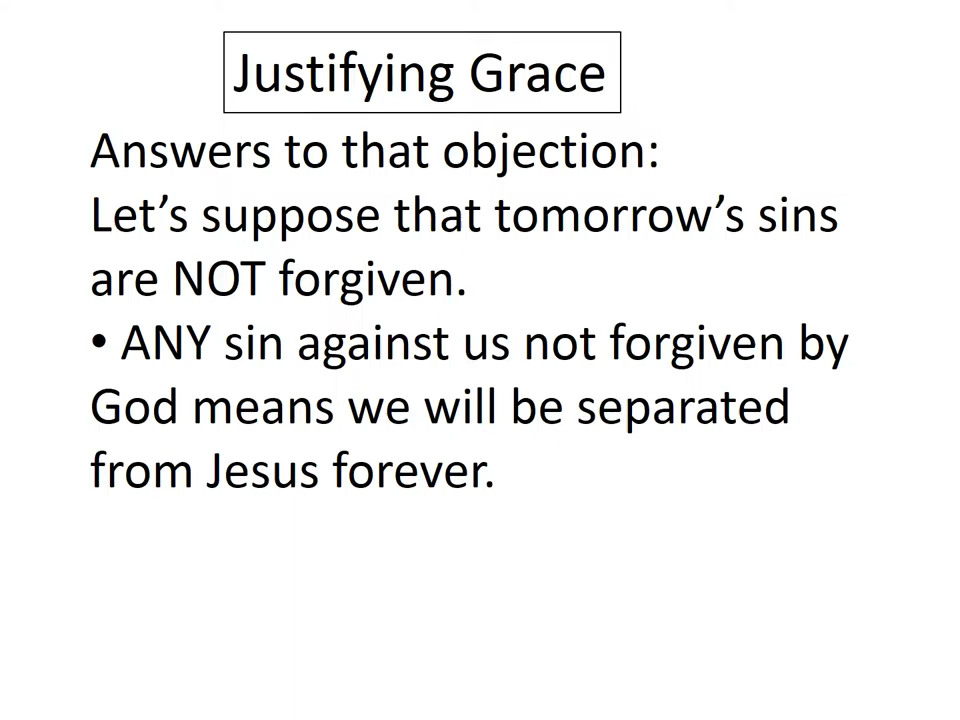 Justifying Grace
Answers to that objection:
Let’s suppose that tomorrow’s sins
are NOT forgiven.
• ANY sin against us not forgiven by
God means we will be separated
from Jesus forever.